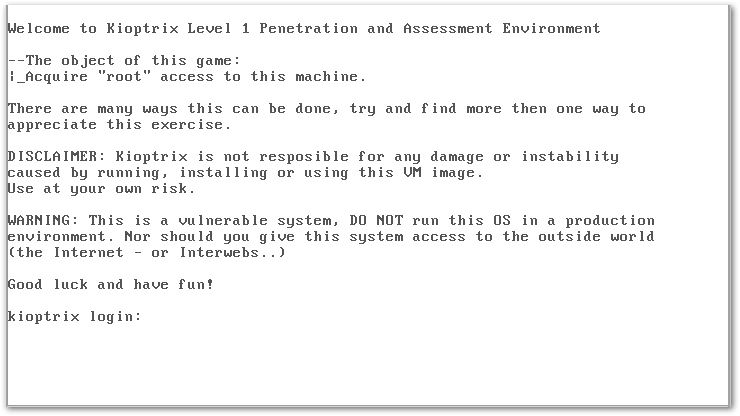 Welcome to Kioptrix Level 1 Penetration and Assessment Environment
--The object of this game:
|_Acquire "root" access to this machine.
There are many ways this can be done, try and find more then one way to
appreciate this exercise.
DISCLAIMER: Kioptrix is not resposible for any damage or instability
caused by running, installing or using this VM image.
Use at your own risk.
WARNING: This is a vulnerable system, DO NOT run this OS in a production
environment. Nor should you give this system access to the outside world
(the Internet - or Interwebs..)
Good luck and have fun!
kioptrix login: